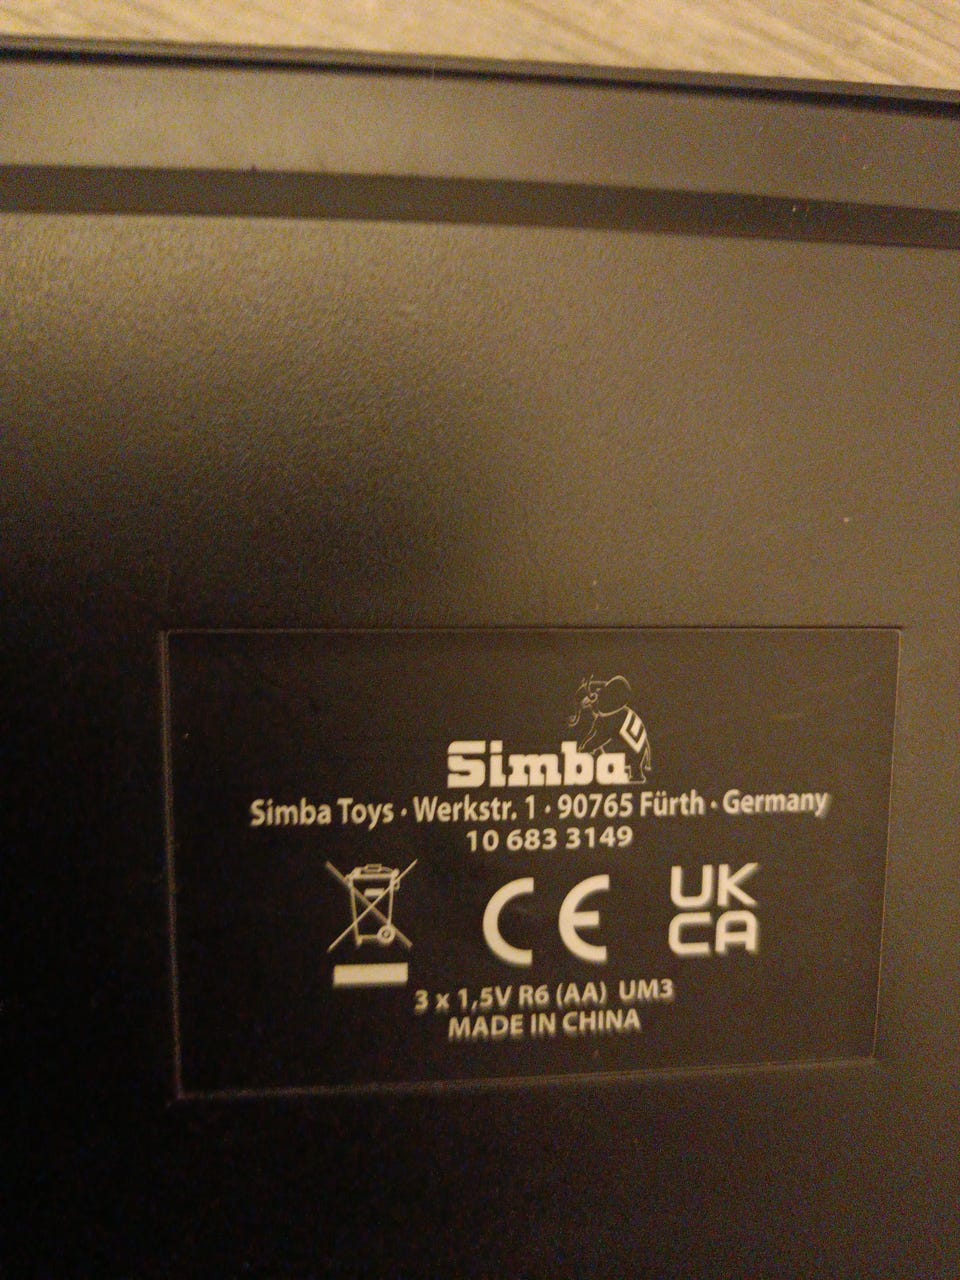 Simba
Simba Toys · Werkstr. 1 · 90765 Fürth · Germany
10 683 3149
CE
UK
CA
3 x 1,5V R6 (AA) UM3
MADE IN CHINA